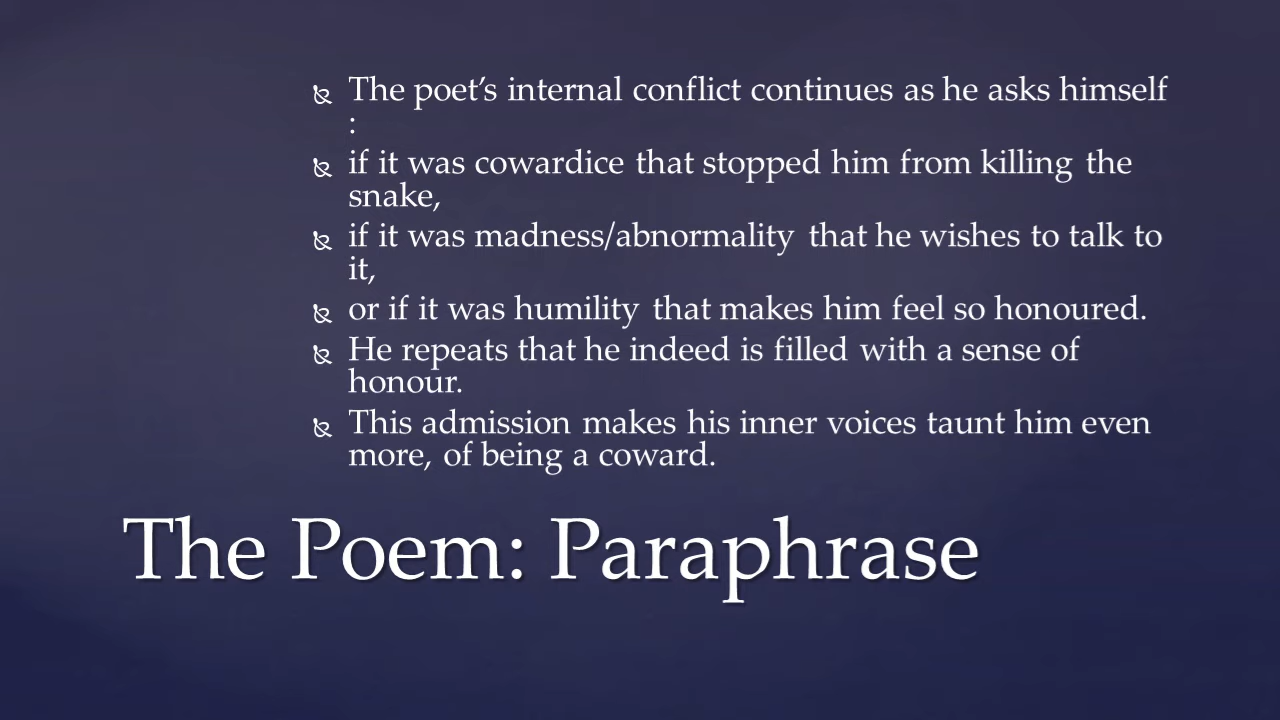 The poet's internal conflict continues as he asks himself
:
if it was cowardice that stopped him from killing the
snake,
if it was madness/abnormality that he wishes to talk to
it,
or if it was humility that makes him feel so honoured.
He repeats that he indeed is filled with a sense of
honour.
This admission makes his inner voices taunt him even
more, of being a coward.
The Poem: Paraphrase